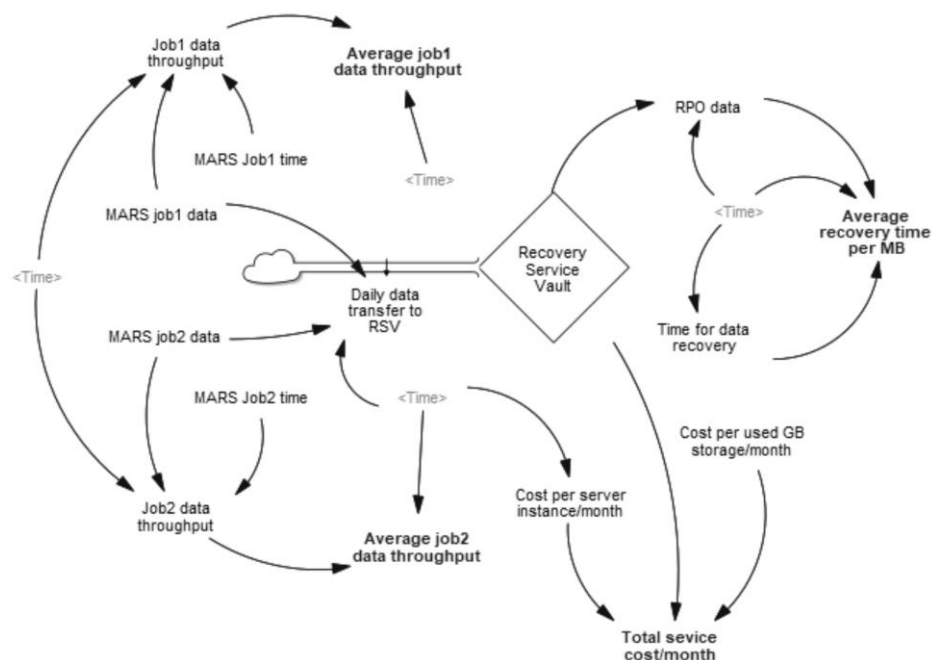 Job1 data
throughput
Average job1
data throughput
RPO data
MARS Job1 time
<Time>
MARS job1 data
<Time>
Average
recovery time
per MB
Recovery
Service
Vault
<Time>
Daily data
transfer to
RSV
Time for data
recovery
MARS job2 data
MARS Job2 time
<Time>
Cost per used GB
storage/month
Job2 data
throughput
Cost per server
instance/month
Average job2
data throughput
Total sevice
cost/month